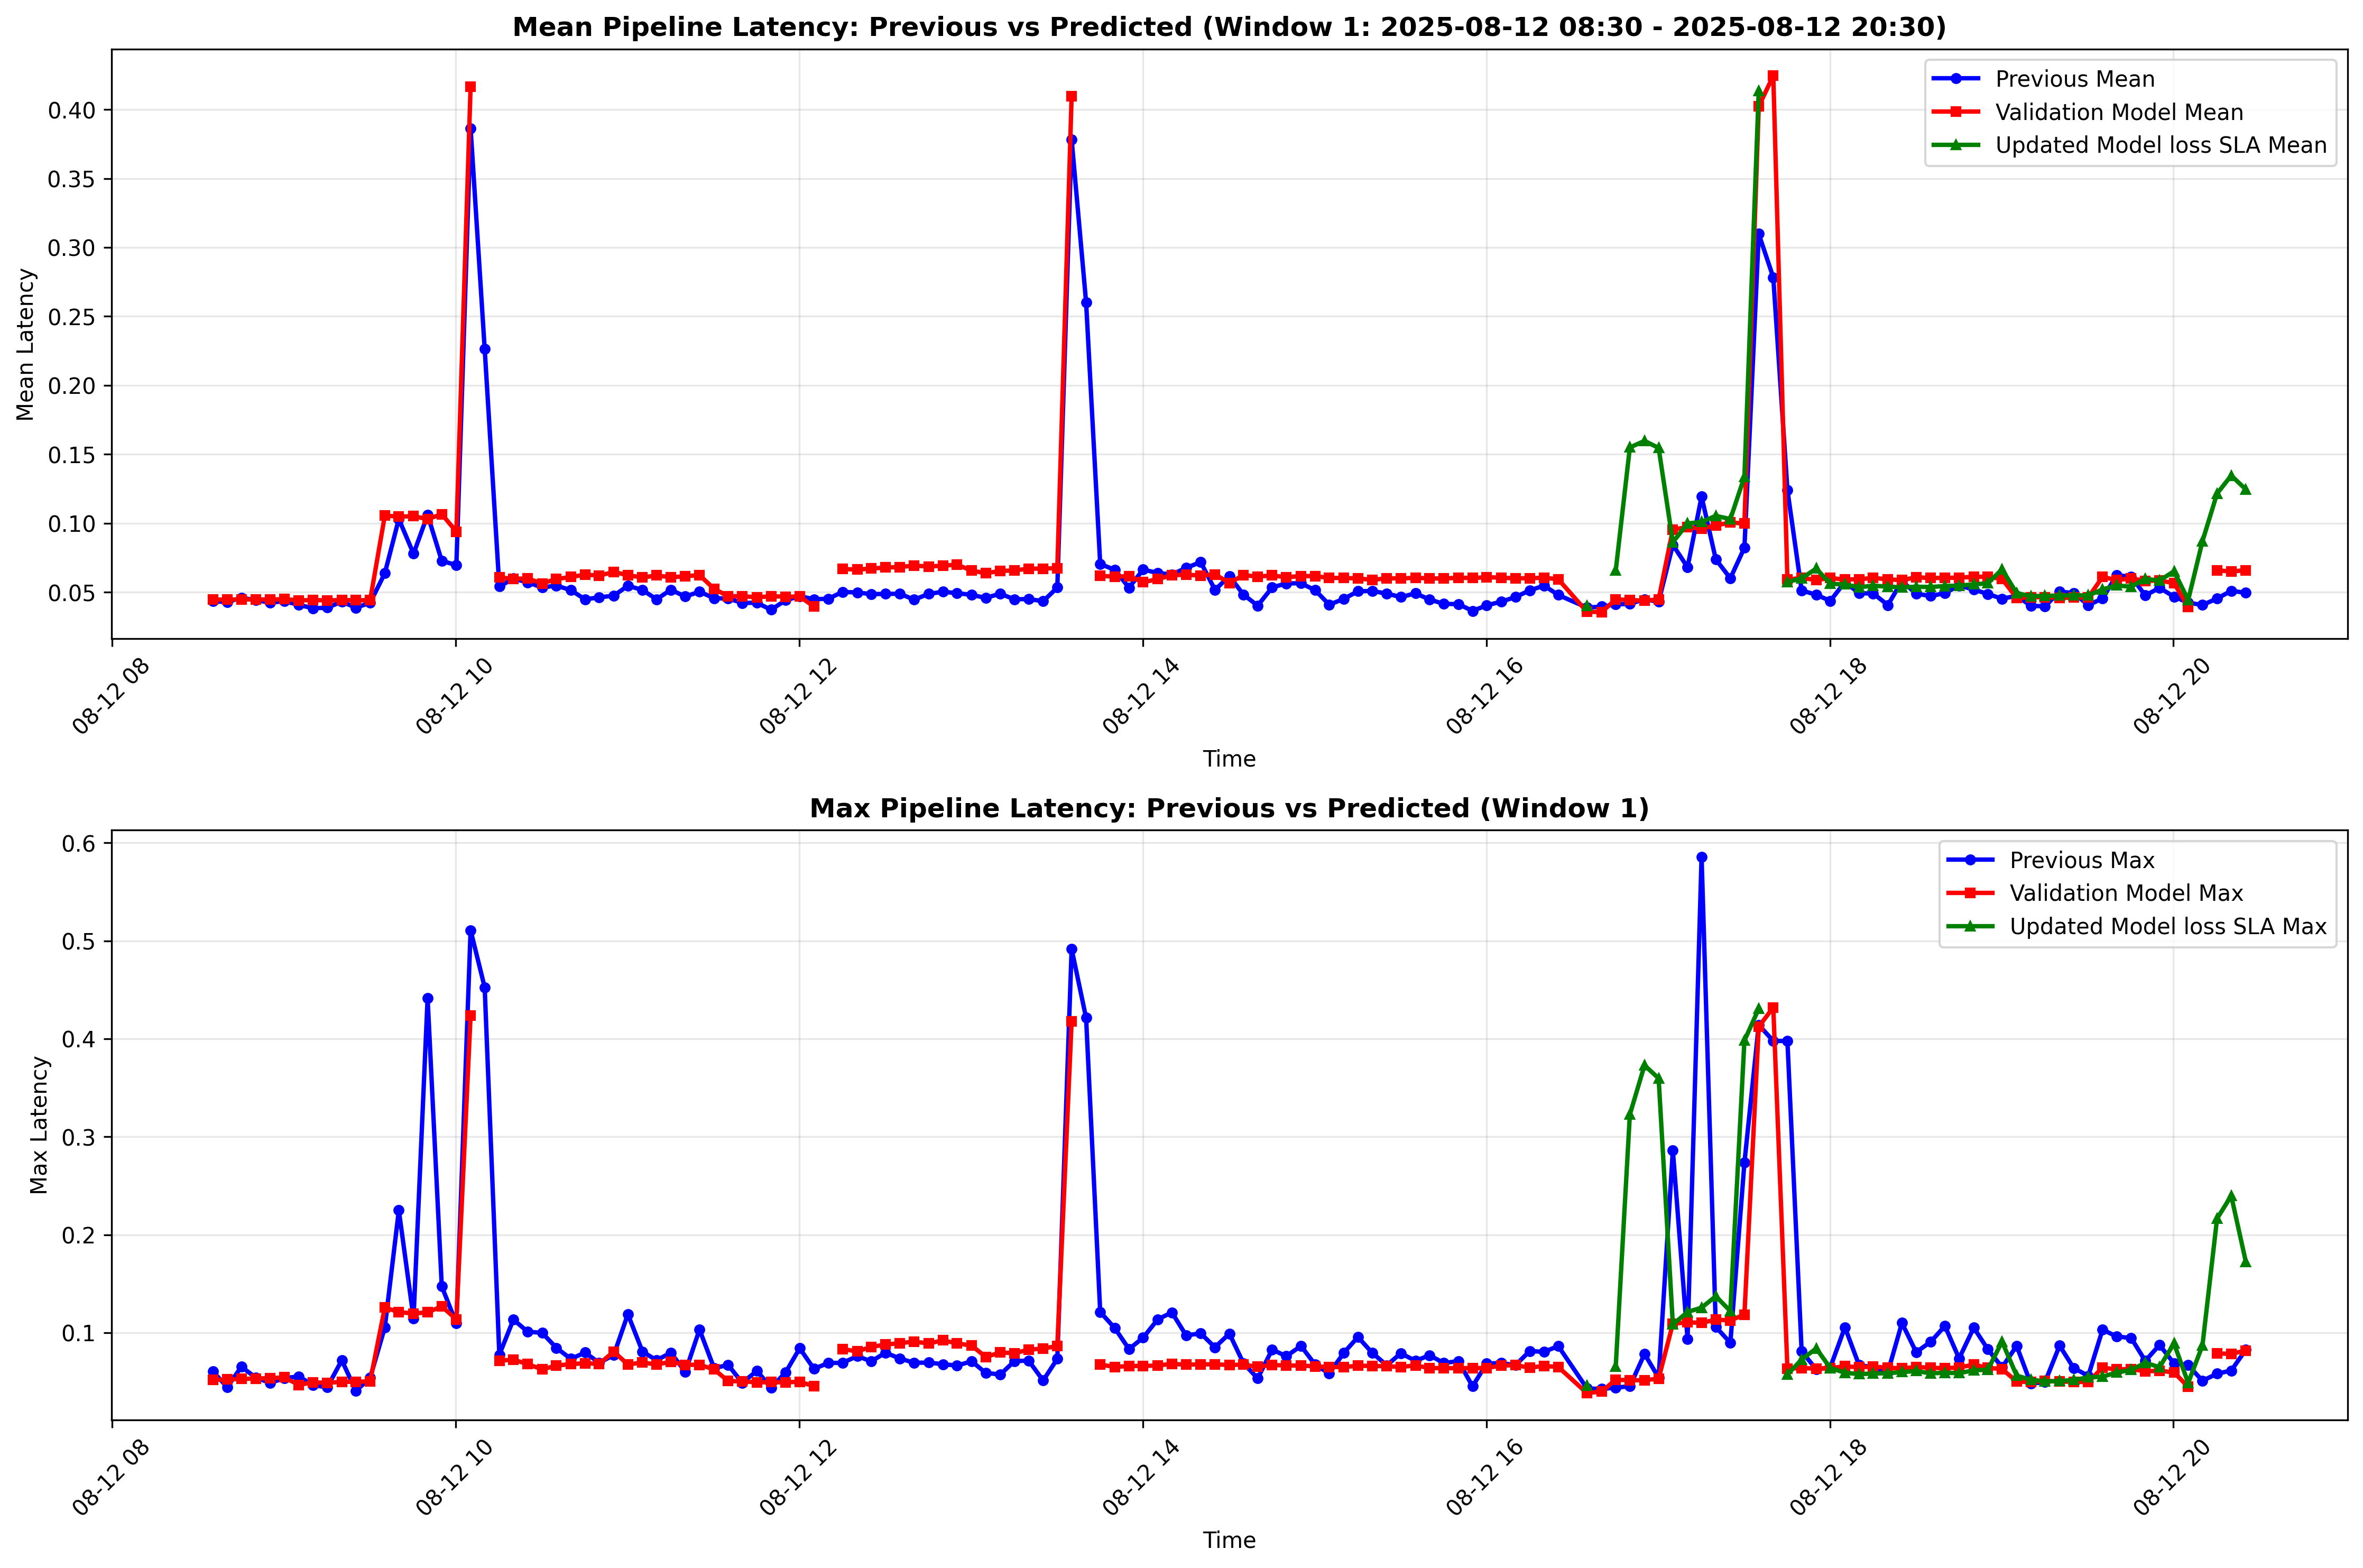 Mean Pipeline Latency: Previous vs Predicted (Window 1: 2025-08-12 08:30 - 2025-08-12 20:30)
Previous Mean
Validation Model Mean
Updated Model loss SLA Mean
Mean Latency
0.40
0.35
0.30
0.25
0.20
0.15
0.10
0.05
08-12 08
08-12 10
08-12 12
08-12 14
08-12 16
08-12 18
08-12 20
Time
Max Pipeline Latency: Previous vs Predicted (Window 1)
Previous Max
Validation Model Max
Updated Model loss SLA Max
Max Latency
0.6
0.5
0.4
0.3
0.2
0.1
08-12 08
08-12 10
08-12 12
08-12 14
08-12 16
08-12 18
08-12 20
Time